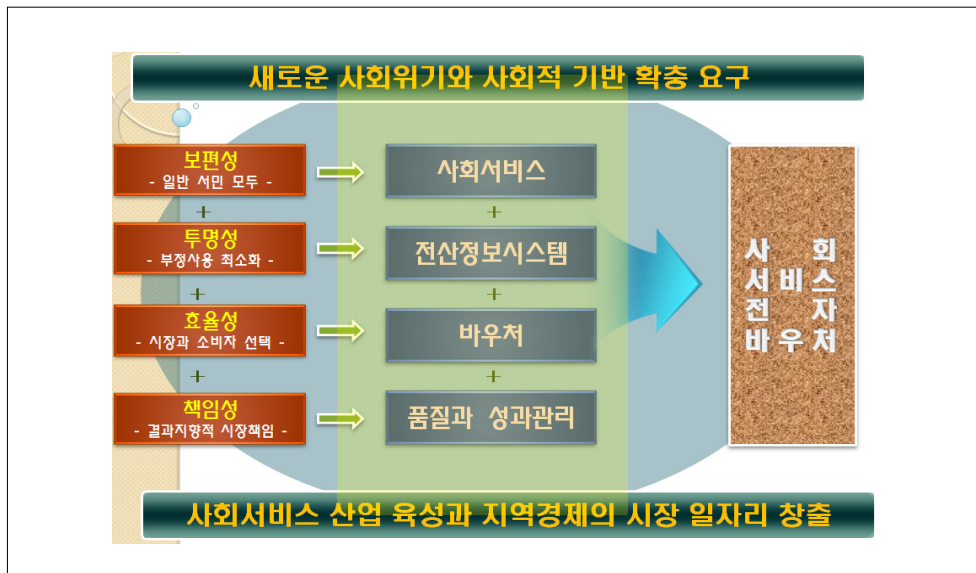 새로운 사회위기와 사회적 기반 확충 요구
보편성
- 일반 서민 모두 -
사회서비스
+
+
투명성
- 부정사용 최소화 -
전산정보시스템
+
+
효율성
- 시장과 소비자 선택 -
바우처
+
+
책임성
- 결과지향적 시장책임 -
품질과 성과관리
사 회
서비스
전 자
바우처
사회서비스 산업 육성과 지역경제의 시장 일자리 창출